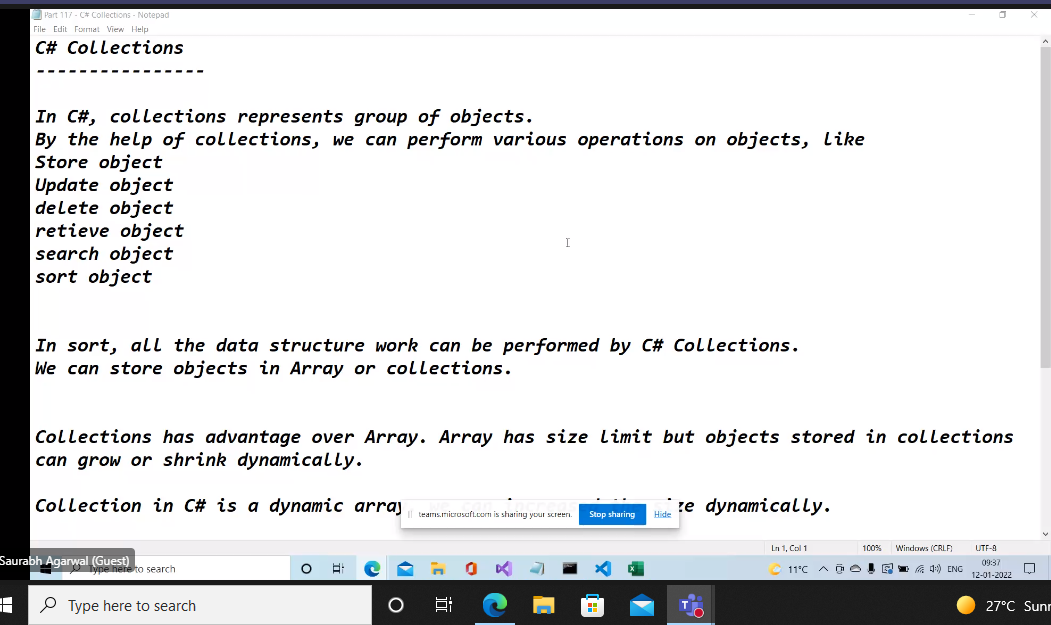 Part 117 - C# Collections - Notepad
File Edit Format View Help
C# Collections
----------------
In C#, collections represents group of objects.
By the help of collections, we can perform various operations on objects, like
Store object
Update object
delete object
retieve object
search object
sort object
In sort, all the data structure work can be performed by C# Collections.
We can store objects in Array or collections.
Collections has advantage over Array. Array has size limit but objects stored in collections
can grow or shrink dynamically.
Collection in C# is a dynamic array size dynamically.
teams.microsoft.com is sharing your screen. Stop sharing Hide
Ln 1, Col 1 100% Windows (CRLF) UTF-8
Saurabh Agarwal (Guest)
Type here to search 11°C ENG 09:37
12-01-2022
Type here to search 27°C